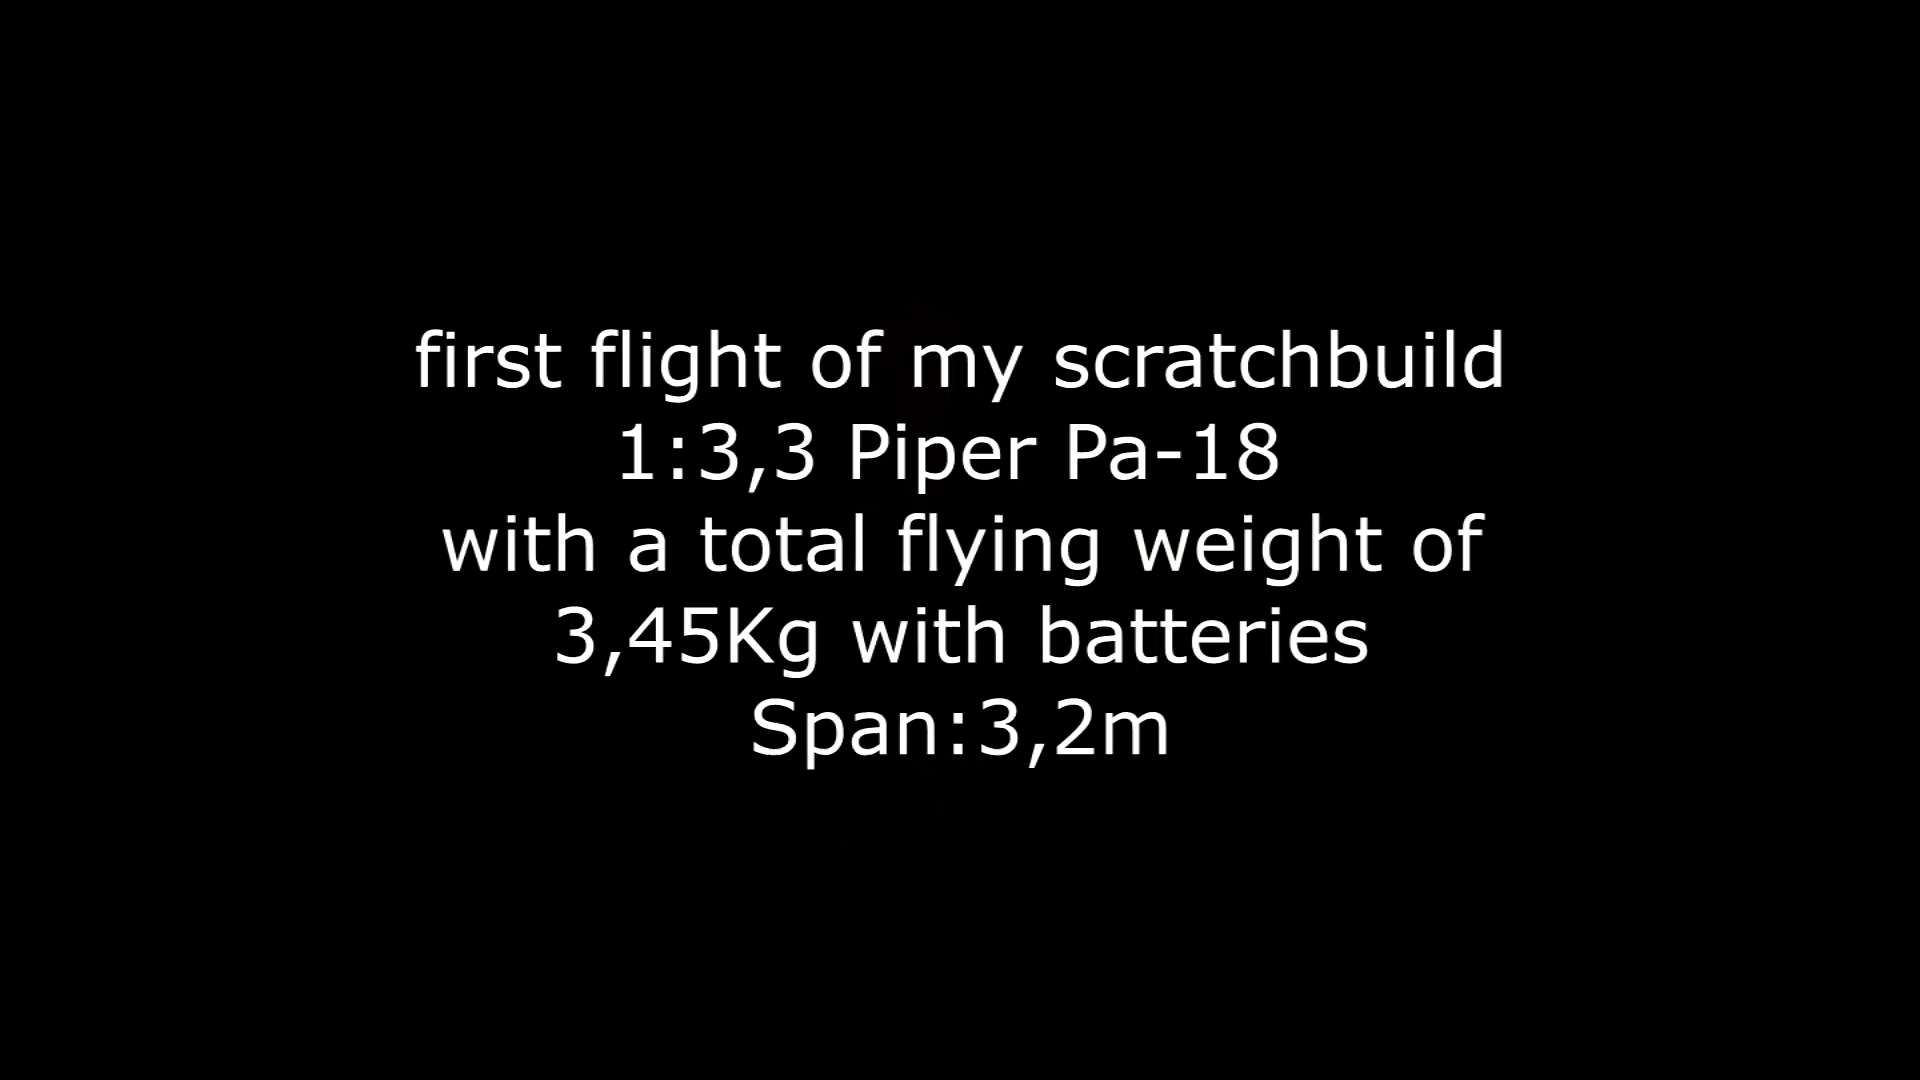 first flight of my scratchbuild
1:3,3 Piper Pa-18
with a total flying weight of
3,45Kg with batteries
Span:3,2m